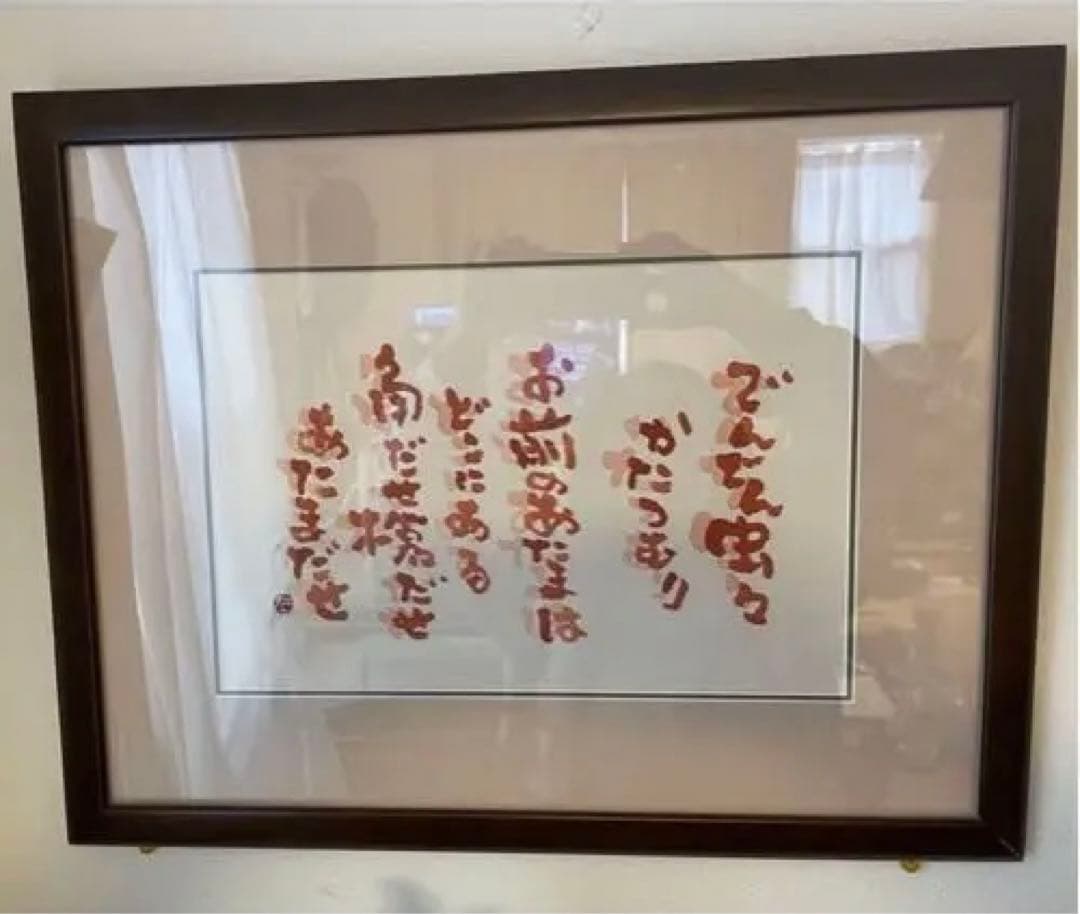 でんでん虫々
かたつむり
お前のあたまは
どこにある
角だせ槍だせ
あたまだせ